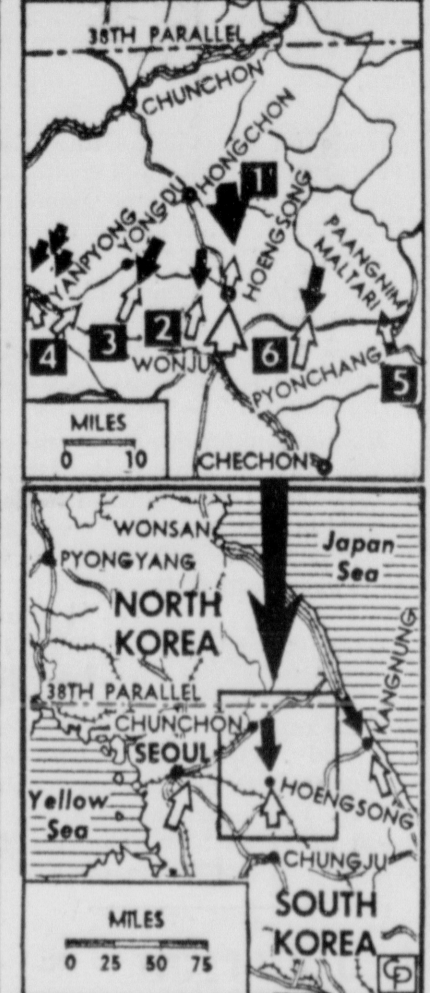 38TH PARALLEL
CHUNCHON
HONGCHON
1
YONGDU
YANPYONG
HOENGSONG
PAANGNIM
MALTARI
4
3
2
6
5
WONJU
PYONCHANG
MILES
0 10
CHECHON
WONSAN
PYONGYANG
Japan
Sea
NORTH
KOREA
KANGNUNG
38TH PARALLEL
CHUNCHON
SEOUL
HOENGSONG
Yellow
Sea
CHUNGJU
SOUTH
KOREA
MILES
0 25 50 75
CP